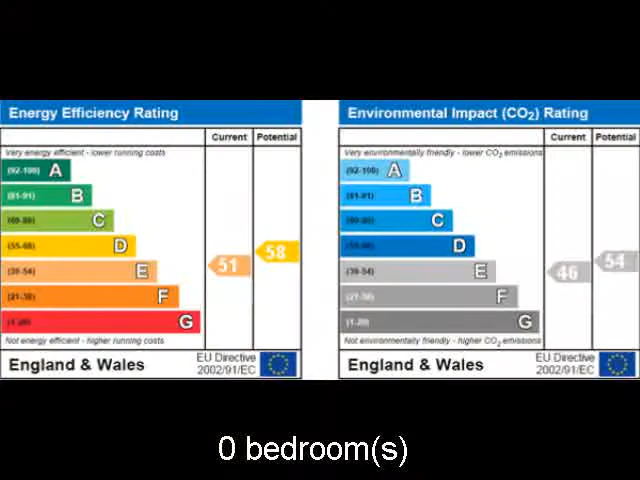 Energy Efficiency Rating
Current Potential
Very energy efficient - lower running costs
(92-100) A
(81-91) B
(69-80) C
(55-68) D
(39-54) E
(21-38) F
(1-20) G
51
58
Not energy efficient - higher running costs
England & Wales
EU Directive
2002/91/EC
Environmental Impact (CO2) Rating
Current Potential
Very environmentally friendly - lower CO2 emissions
(92-100) A
(81-91) B
(69-80) C
(55-68) D
(39-54) E
(21-38) F
(1-20) G
46
54
Not environmentally friendly - higher CO2 emissions
England & Wales
EU Directive
2002/91/EC
0 bedroom(s)